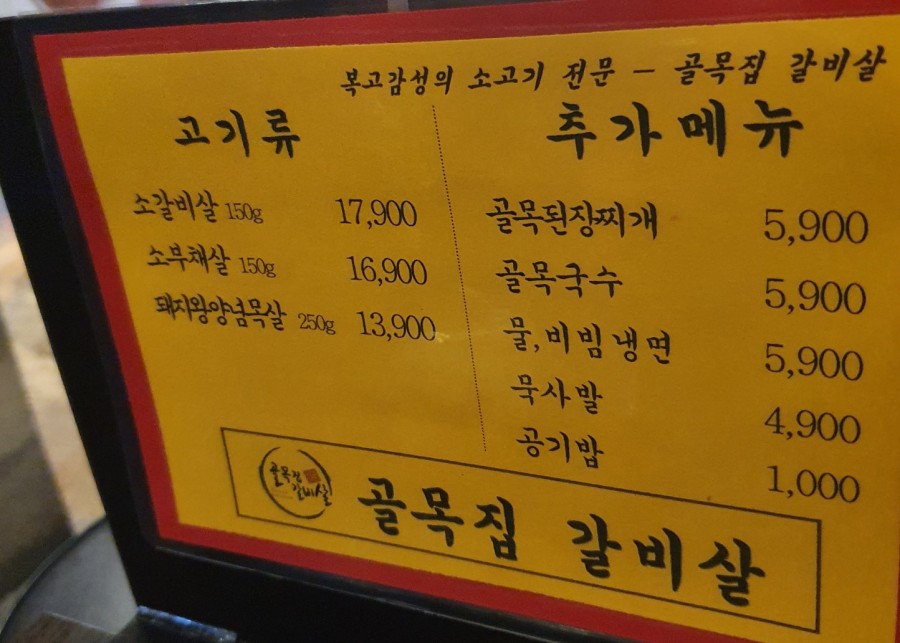 복고감성의 소고기 전문 - 골목집 갈비살
고기류
소갈비살 150g 17,900
소부채살 150g 16,900
돼지왕양념목살 250g 13,900
추가메뉴
골목된장찌개 5,900
골목국수 5,900
물,비빔냉면 5,900
묵사발 4,900
공기밥 1,000
골목집
갈비살
골목집 갈비살